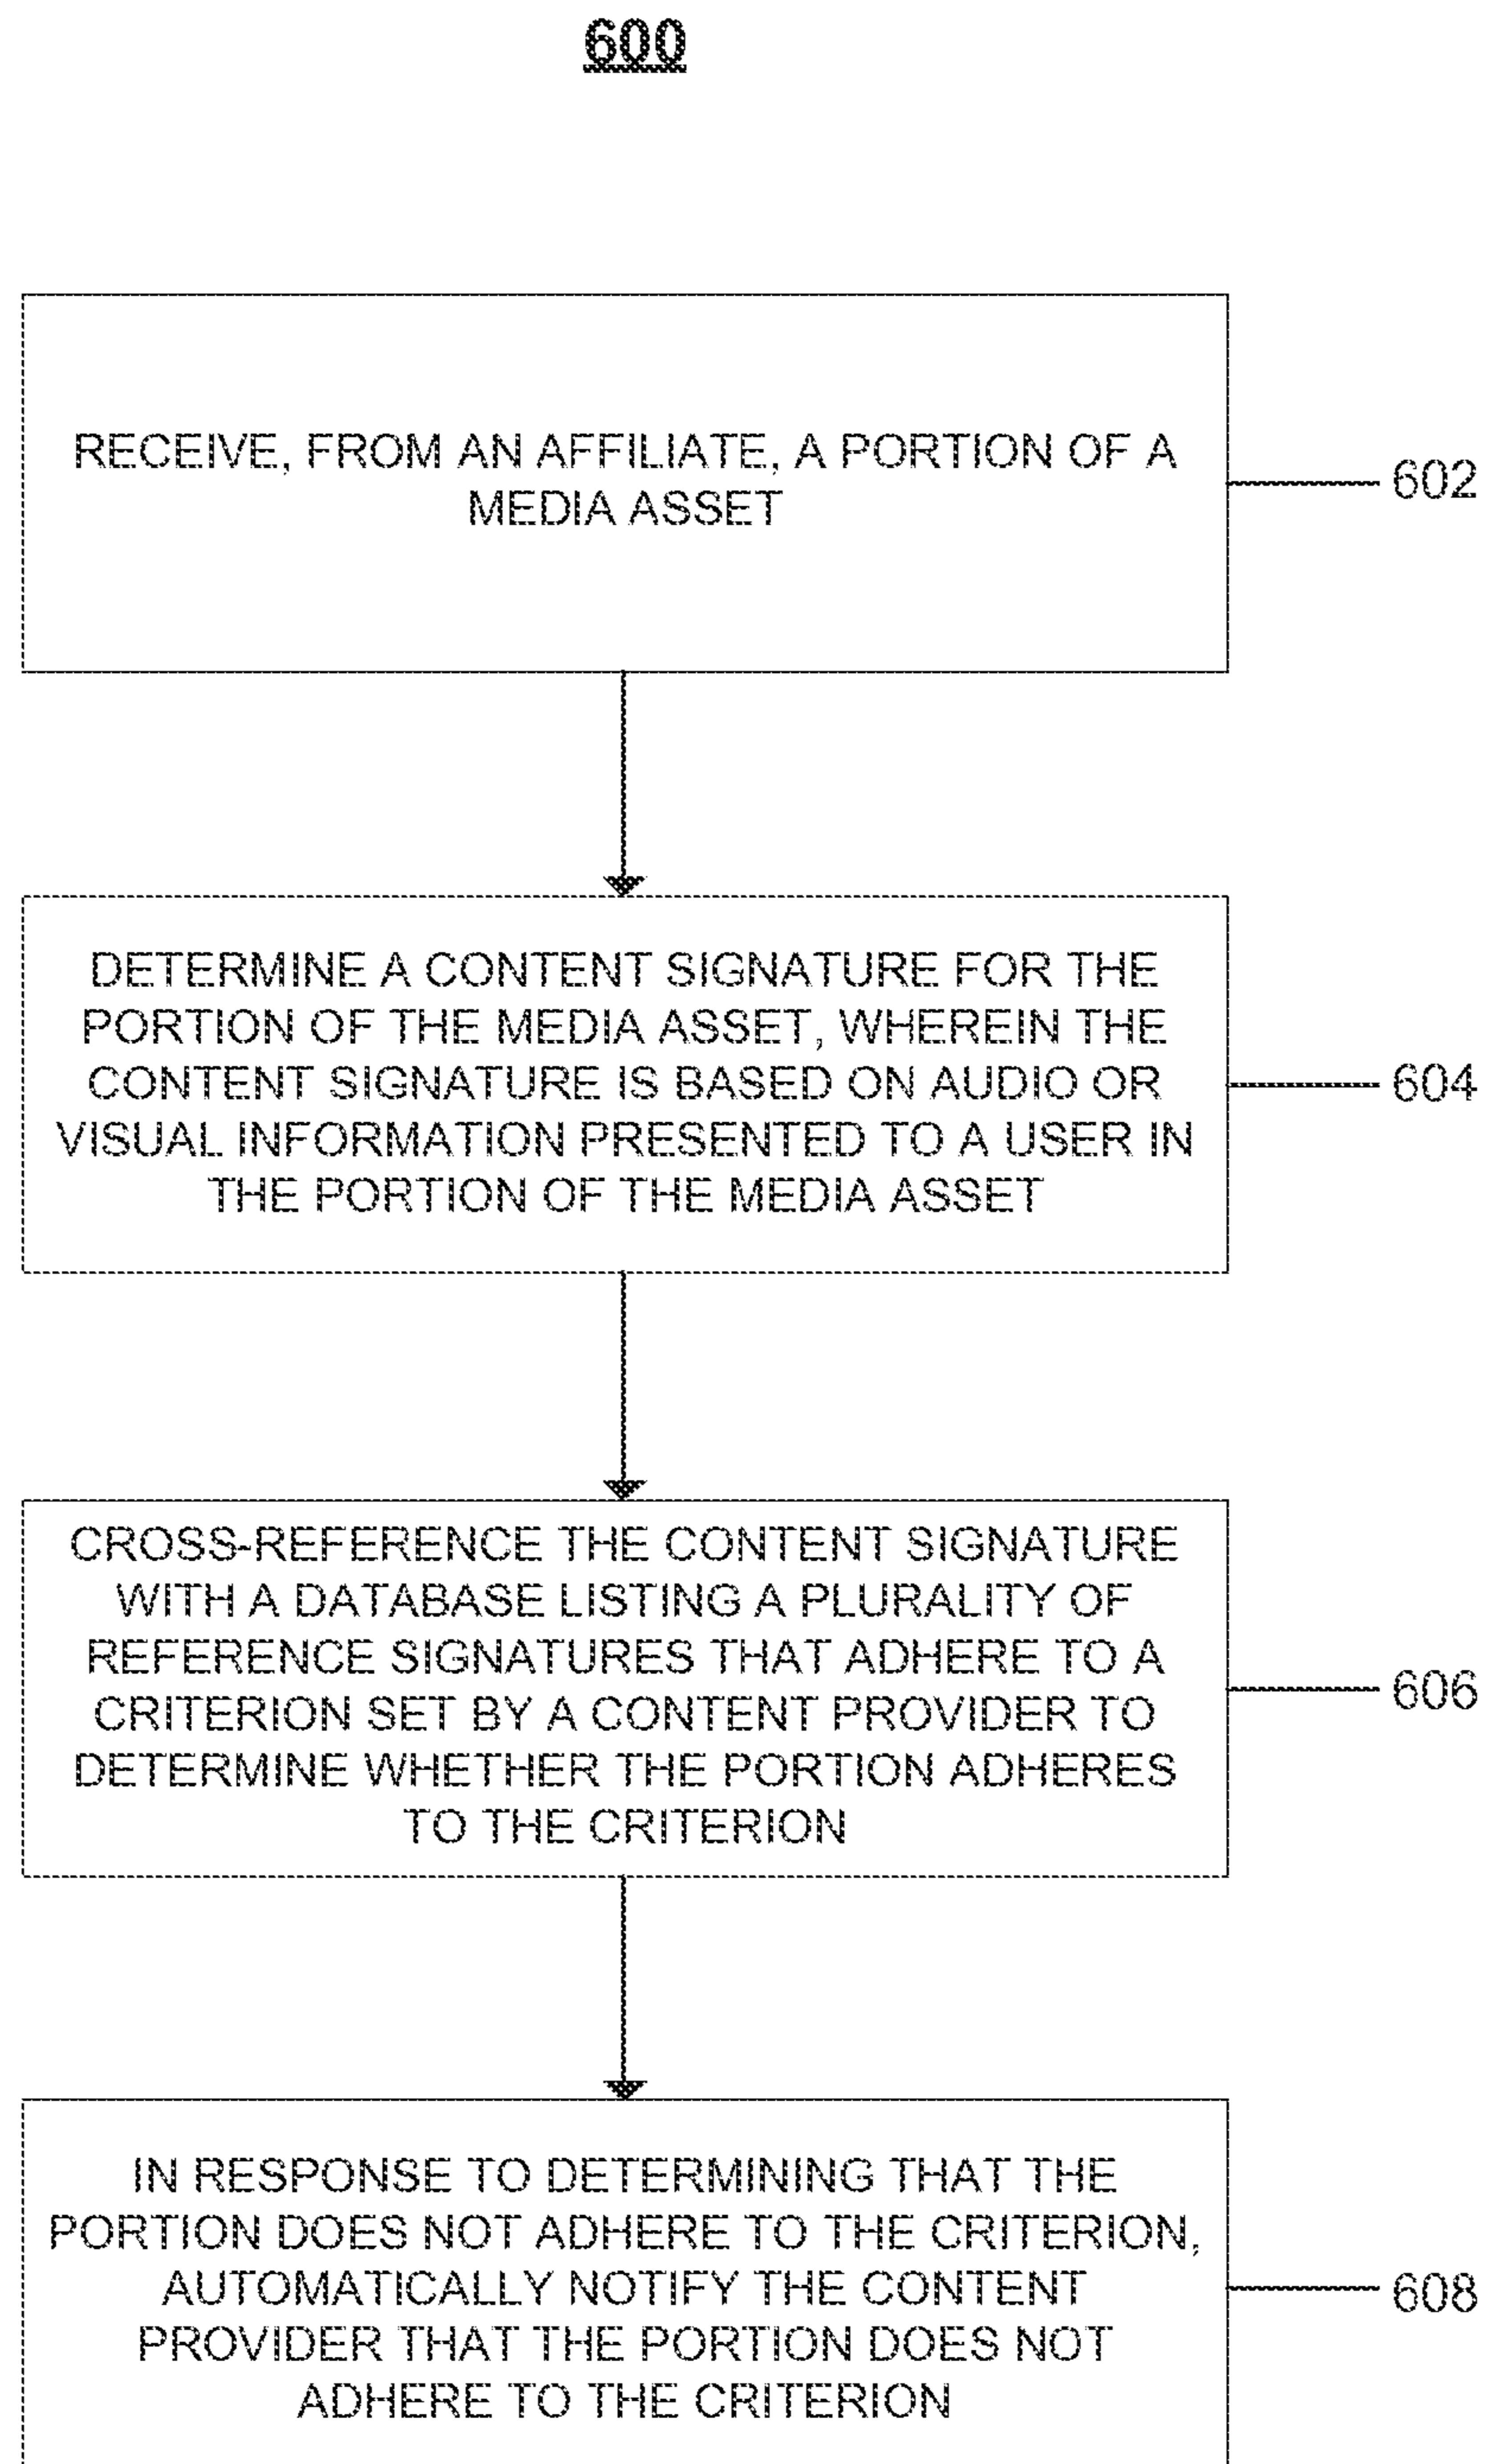 600
RECEIVE, FROM AN AFFILIATE, A PORTION OF A
MEDIA ASSET
602
DETERMINE A CONTENT SIGNATURE FOR THE
PORTION OF THE MEDIA ASSET, WHEREIN THE
CONTENT SIGNATURE IS BASED ON AUDIO OR
VISUAL INFORMATION PRESENTED TO A USER IN
THE PORTION OF THE MEDIA ASSET
604
CROSS-REFERENCE THE CONTENT SIGNATURE
WITH A DATABASE LISTING A PLURALITY OF
REFERENCE SIGNATURES THAT ADHERE TO A
CRITERION SET BY A CONTENT PROVIDER TO
DETERMINE WHETHER THE PORTION ADHERES
TO THE CRITERION
606
IN RESPONSE TO DETERMINING THAT THE
PORTION DOES NOT ADHERE TO THE CRITERION,
AUTOMATICALLY NOTIFY THE CONTENT
PROVIDER THAT THE PORTION DOES NOT
ADHERE TO THE CRITERION
608